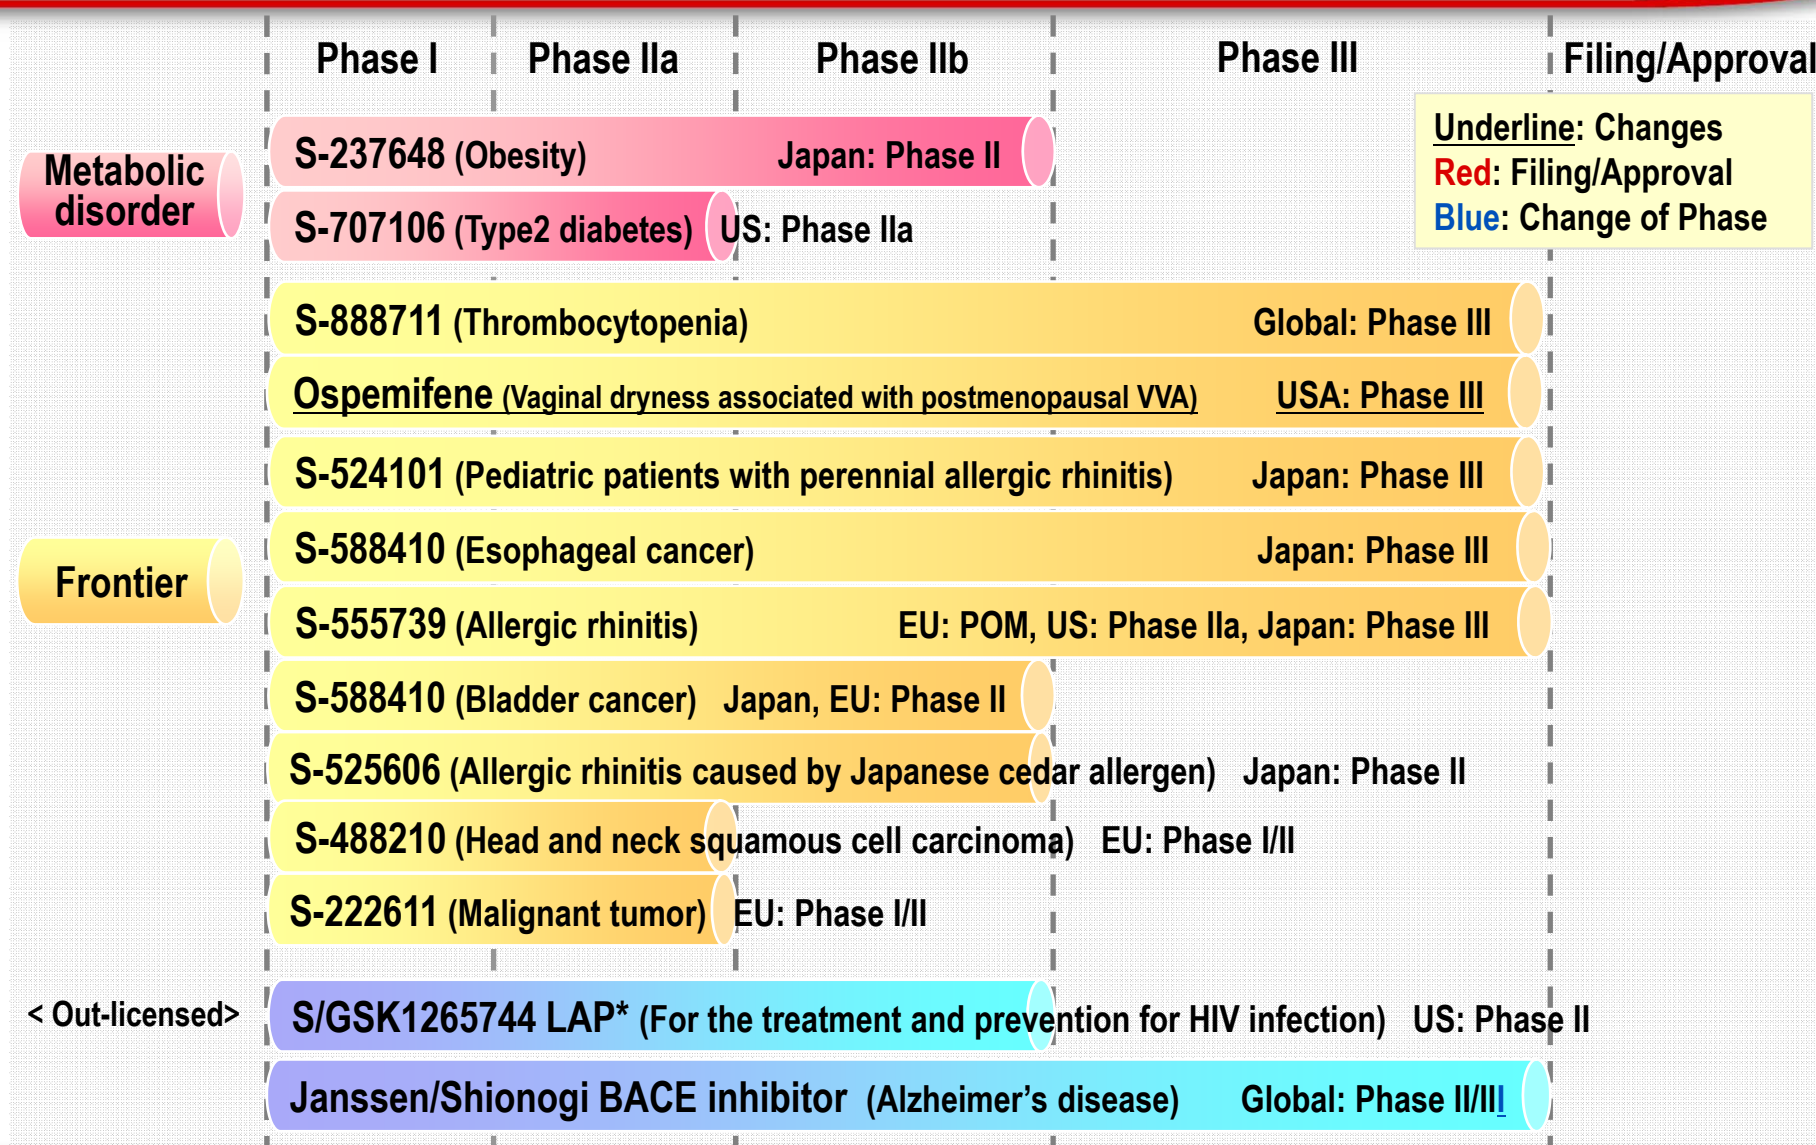 Phase I Phase IIa Phase IIb Phase III Filing/Approval
Underline: Changes
Red: Filing/Approval
Blue: Change of Phase
Metabolic
disorder
S-237648 (Obesity) Japan: Phase II
S-707106 (Type2 diabetes) US: Phase IIa
Frontier
S-888711 (Thrombocytopenia) Global: Phase III
Ospemifene (Vaginal dryness associated with postmenopausal VVA) USA: Phase III
S-524101 (Pediatric patients with perennial allergic rhinitis) Japan: Phase III
S-588410 (Esophageal cancer) Japan: Phase III
S-555739 (Allergic rhinitis) EU: POM, US: Phase IIa, Japan: Phase III
S-588410 (Bladder cancer) Japan, EU: Phase II
S-525606 (Allergic rhinitis caused by Japanese cedar allergen) Japan: Phase II
S-488210 (Head and neck squamous cell carcinoma) EU: Phase I/II
S-222611 (Malignant tumor) EU: Phase I/II
< Out-licensed>
S/GSK1265744 LAP* (For the treatment and prevention for HIV infection) US: Phase II
Janssen/Shionogi BACE inhibitor (Alzheimer's disease) Global: Phase II/III